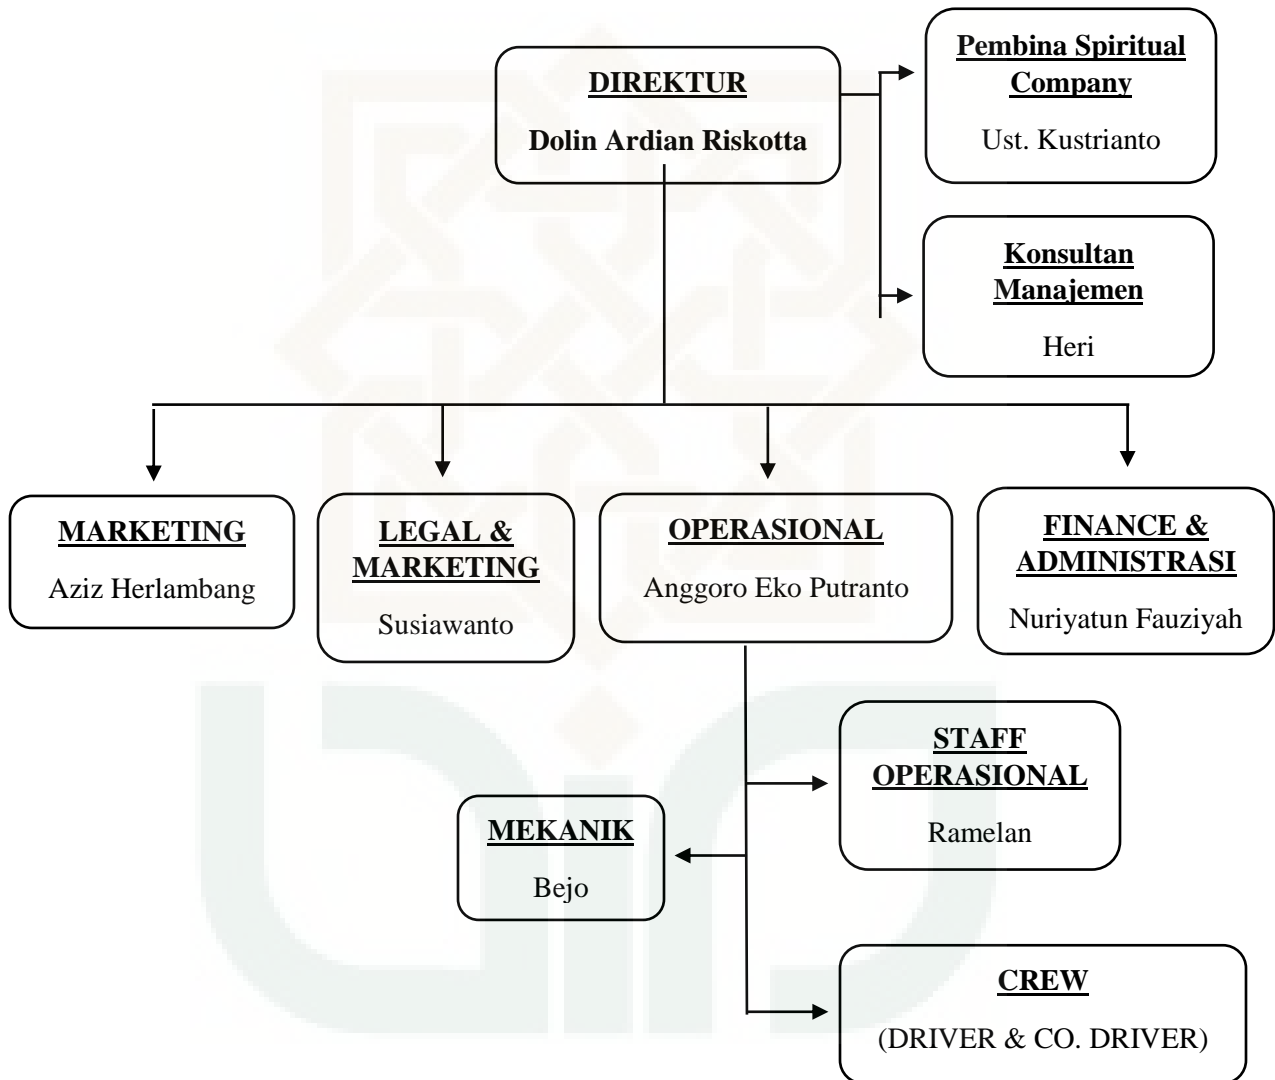 Pembina Spiritual
Company
Ust. Kustrianto
DIREKTUR
Dolin Ardian Riskotta
Konsultan
Manajemen
Heri
MARKETING
Aziz Herlambang
LEGAL &
MARKETING
Susiawanto
OPERASIONAL
Anggoro Eko Putranto
FINANCE &
ADMINISTRASI
Nuriyatun Fauziyah
STAFF
OPERASIONAL
Ramelan
MEKANIK
Bejo
CREW
(DRIVER & CO. DRIVER)